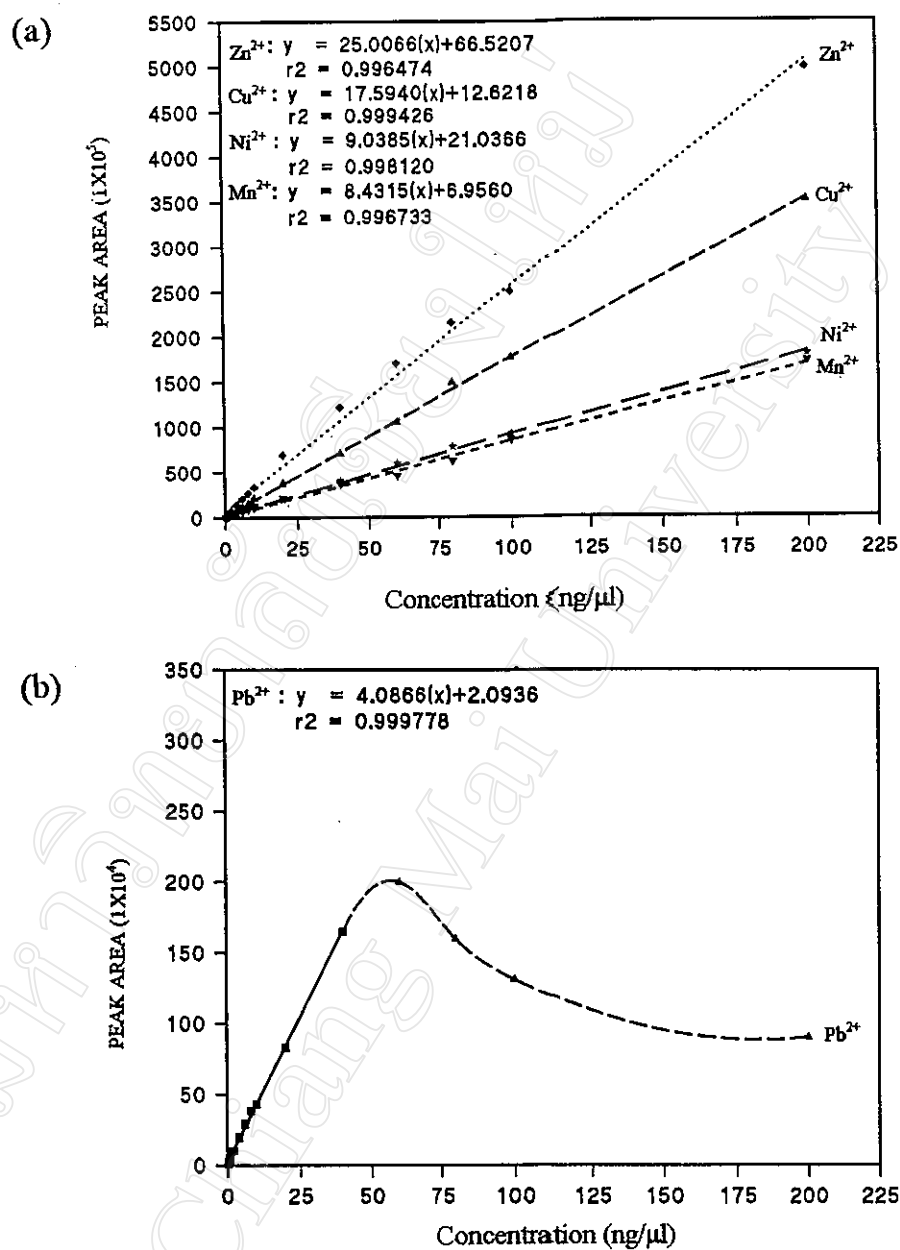 (a)
5500
5000
4500
4000
3500
3000
2500
2000
1500
1000
500
0
PEAK AREA (1X10⁵)
Zn²⁺: y = 25.0066(x)+66.5207
r2 = 0.996474
Cu²⁺: y = 17.5940(x)+12.6218
r2 = 0.999426
Ni²⁺: y = 9.0385(x)+21.0366
r2 = 0.998120
Mn²⁺: y = 8.4315(x)+6.9560
r2 = 0.996733
Zn²⁺
Cu²⁺
Ni²⁺
Mn²⁺
0 25 50 75 100 125 150 175 200 225
Concentration (ng/µl)
(b)
350
300
250
200
150
100
50
0
PEAK AREA (1X10⁴)
Pb²⁺: y = 4.0866(x)+2.0936
r2 = 0.999778
Pb²⁺
0 25 50 75 100 125 150 175 200 225
Concentration (ng/µl)
Chiang Mai University